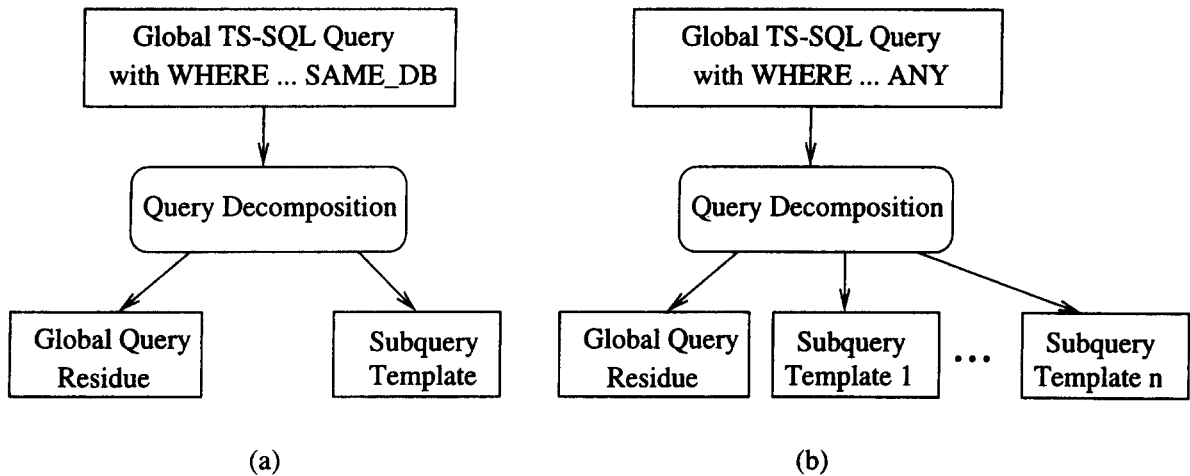 Global TS-SQL Query
with WHERE ... SAME_DB
Query Decomposition
Global Query
Residue
Subquery
Template
(a)
Global TS-SQL Query
with WHERE ... ANY
Query Decomposition
Global Query
Residue
Subquery
Template 1
...
Subquery
Template n
(b)